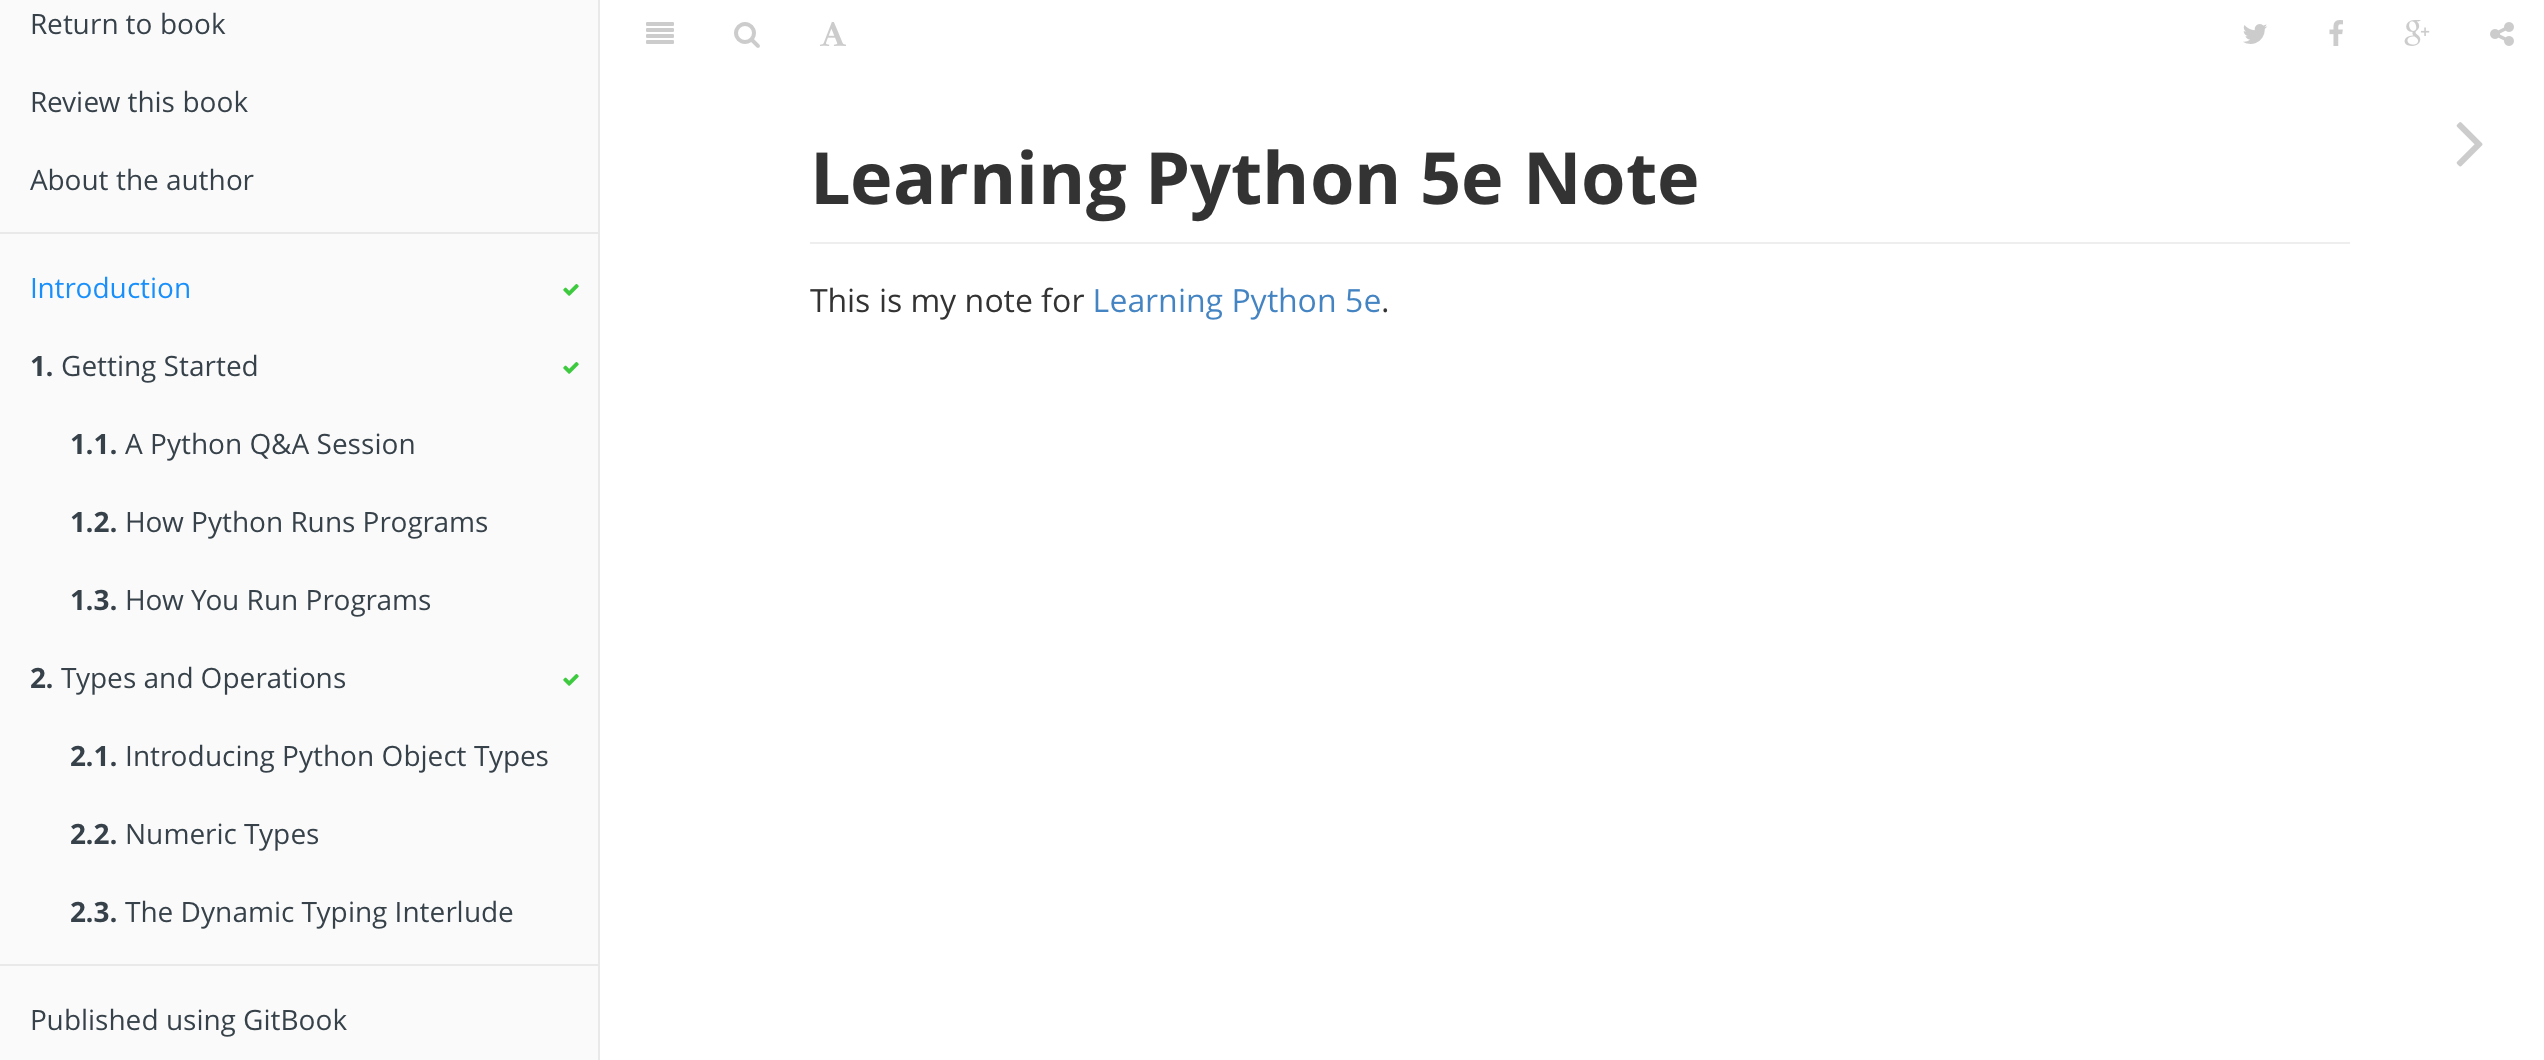 Return to book
Review this book
About the author
Introduction
1. Getting Started
1.1. A Python Q&A Session
1.2. How Python Runs Programs
1.3. How You Run Programs
2. Types and Operations
2.1. Introducing Python Object Types
2.2. Numeric Types
2.3. The Dynamic Typing Interlude
Published using GitBook
A
g+
Learning Python 5e Note
This is my note for Learning Python 5e.